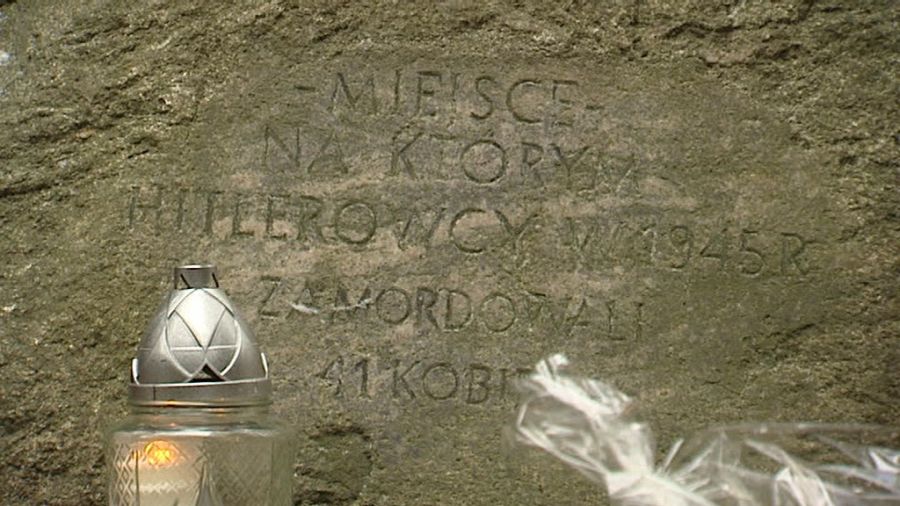 -MIEJSCE-
NA KTÓRYM
HITLEROWCY W 1945 R
ZAMORDOWALI
41 KOBI